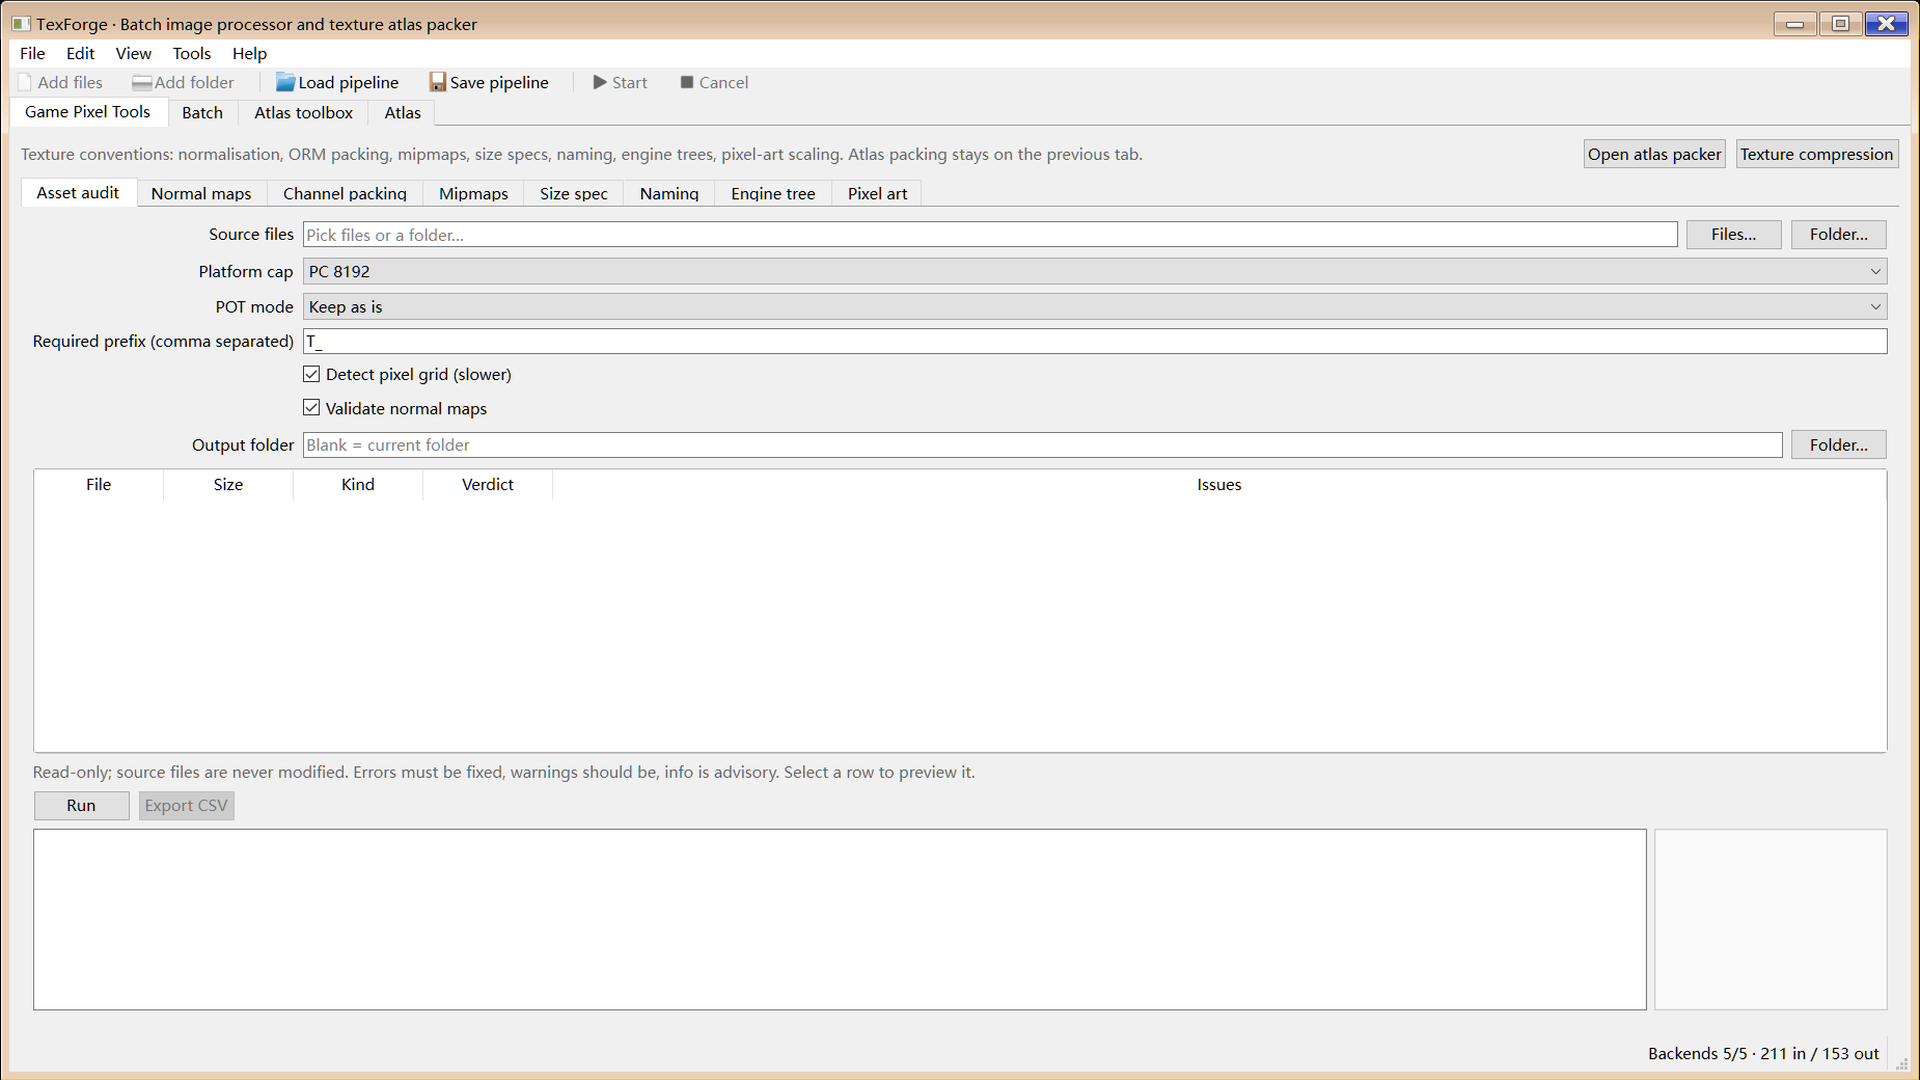 TexForge · Batch image processor and texture atlas packer
File Edit View Tools Help
Add files Add folder Load pipeline Save pipeline Start Cancel
Game Pixel Tools Batch Atlas toolbox Atlas
Texture conventions: normalisation, ORM packing, mipmaps, size specs, naming, engine trees, pixel-art scaling. Atlas packing stays on the previous tab. Open atlas packer Texture compression
Asset audit Normal maps Channel packing Mipmaps Size spec Naming Engine tree Pixel art
Source files Pick files or a folder... Files... Folder...
Platform cap PC 8192
POT mode Keep as is
Required prefix (comma separated) T_
Detect pixel grid (slower)
Validate normal maps
Output folder Blank = current folder Folder...
File Size Kind Verdict Issues
Read-only; source files are never modified. Errors must be fixed, warnings should be, info is advisory. Select a row to preview it.
Run Export CSV
Backends 5/5 · 211 in / 153 out